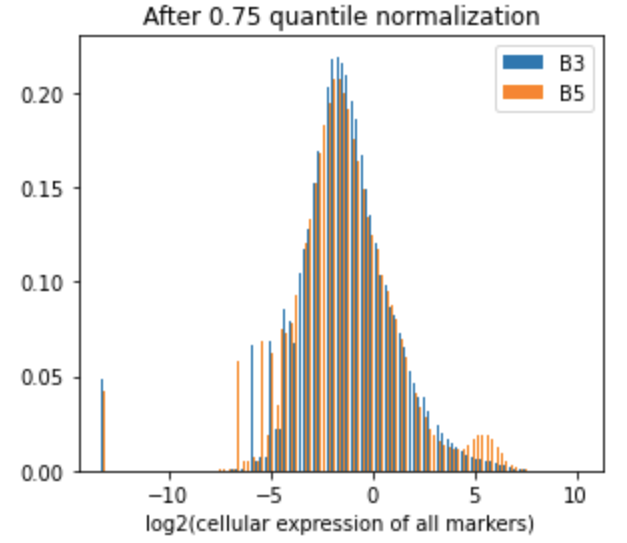 After 0.75 quantile normalization
B3
B5
0.20
0.15
0.10
0.05
0.00
−10 −5 0 5 10
log2(cellular expression of all markers)